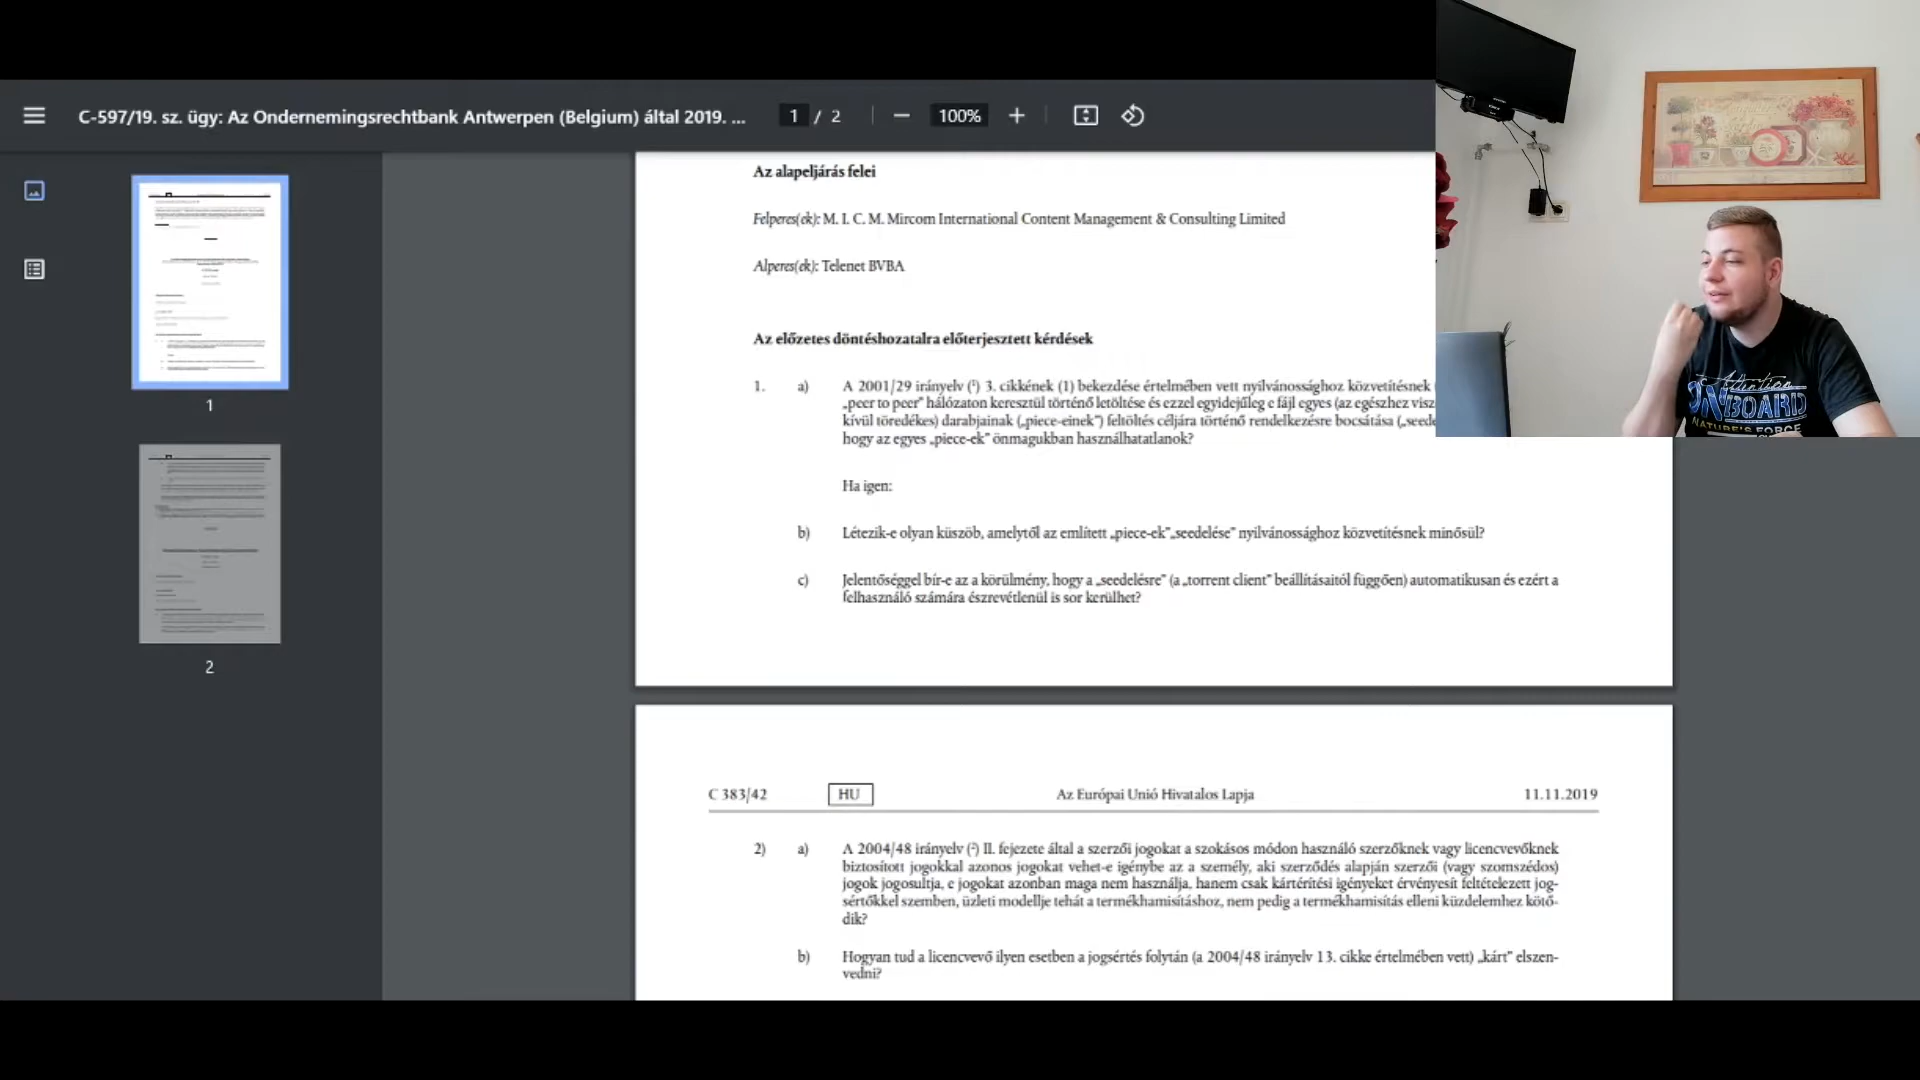 C-597/19. sz. ügy: Az Ondernemingsrechtbank Antwerpen (Belgium) által 2019. ...
1 / 2
100%
1
2
Az alapeljárás felei
Felperes(ek): M. I. C. M. Mircom International Content Management & Consulting Limited
Alperes(ek): Telenet BVBA
Az előzetes döntéshozatalra előterjesztett kérdések
1. a) A 2001/29 irányelv (¹) 3. cikkének (1) bekezdése értelmében vett nyilvánossághoz közvetítésnek
„peer to peer” hálózaton keresztül történő letöltése és ezzel egyidejűleg e fájl egyes (az egészhez visz
kívül töredékes) darabjainak („piece-einek”) feltöltés céljára történő rendelkezésre bocsátása („seede
hogy az egyes „piece-ek” önmagukban használhatatlanok?
Ha igen:
b) Létezik-e olyan küszöb, amelytől az említett „piece-ek”„seedelése” nyilvánossághoz közvetítésnek minősül?
c) Jelentőséggel bír-e az a körülmény, hogy a „seedelésre” (a „torrent client” beállításaitól függően) automatikusan és ezért a
felhasználó számára észrevétlenül is sor kerülhet?
C 383/42 HU Az Európai Unió Hivatalos Lapja 11.11.2019
2) a) A 2004/48 irányelv (²) II. fejezete által a szerzői jogokat a szokásos módon használó szerzőknek vagy licencvevőknek
biztosított jogokkal azonos jogokat vehet-e igénybe az a személy, aki szerződés alapján szerzői (vagy szomszédos)
jogok jogosultja, e jogokat azonban maga nem használja, hanem csak kártérítési igényeket érvényesít feltételezett jog-
sértőkkel szemben, üzleti modellje tehát a termékhamisításhoz, nem pedig a termékhamisítás elleni küzdelemhez kötő-
dik?
b) Hogyan tud a licencvevő ilyen esetben a jogsértés folytán (a 2004/48 irányelv 13. cikke értelmében vett) „kárt” elszen-
vedni?
Attention
ON BOARD
NATURE'S FORCE